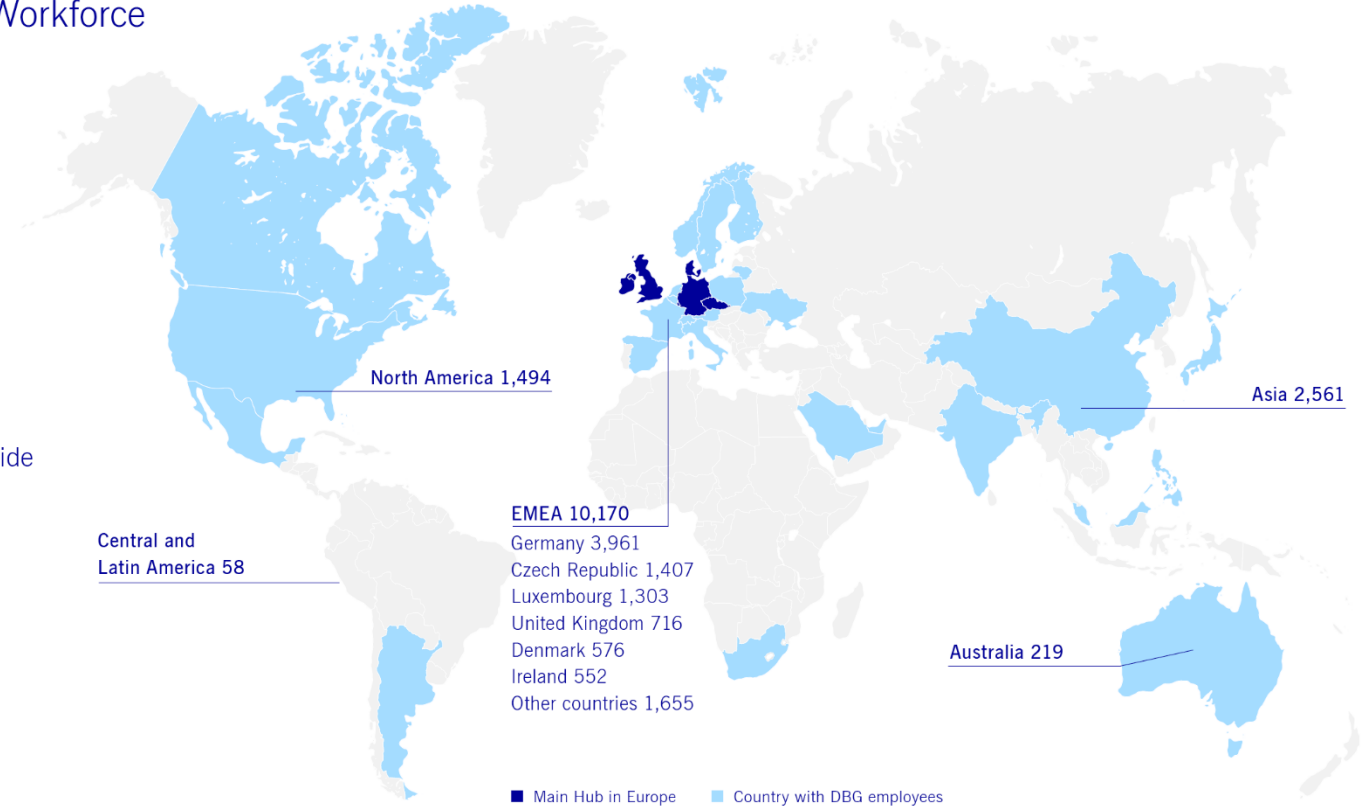 Workforce
North America 1,494
Asia 2,561
ide
EMEA 10,170
Germany 3,961
Czech Republic 1,407
Luxembourg 1,303
United Kingdom 716
Denmark 576
Ireland 552
Other countries 1,655
Central and
Latin America 58
Australia 219
Main Hub in Europe
Country with DBG employees